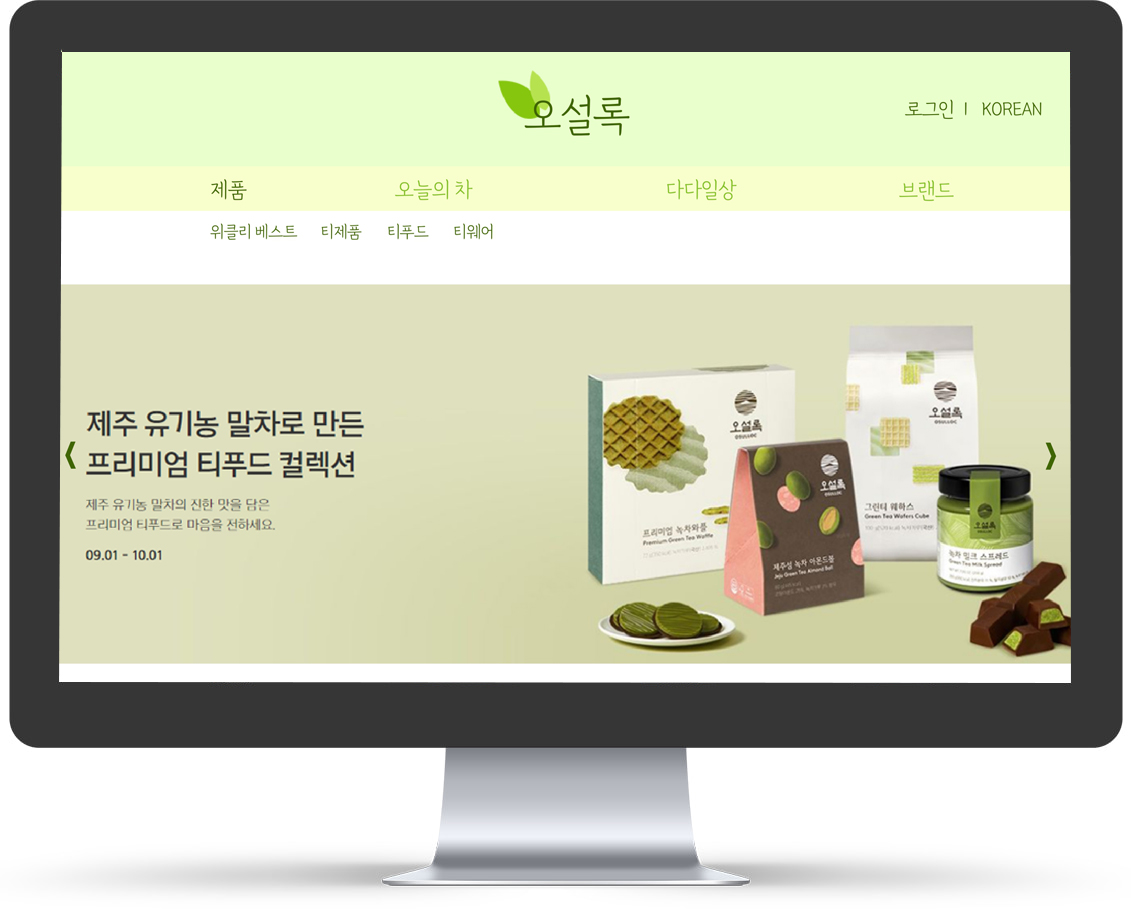 오설록
로그인 I KOREAN
제품 오늘의 차 다다일상 브랜드
위클리 베스트 티제품 티푸드 티웨어
제주 유기농 말차로 만든
프리미엄 티푸드 컬렉션
제주 유기농 말차의 진한 맛을 담은
프리미엄 티푸드로 마음을 전하세요.
09.01 - 10.01
오설록
OSULLOC
프리미엄 녹차와플
Premium Green Tea Waffle
오설록
OSULLOC
제주섬 녹차 아몬드볼
Jeju Green Tea Almond Ball
오설록
OSULLOC
그린티 웨하스
Green Tea Wafers Cube
오설록
녹차 밀크 스프레드
Green Tea Milk Spread